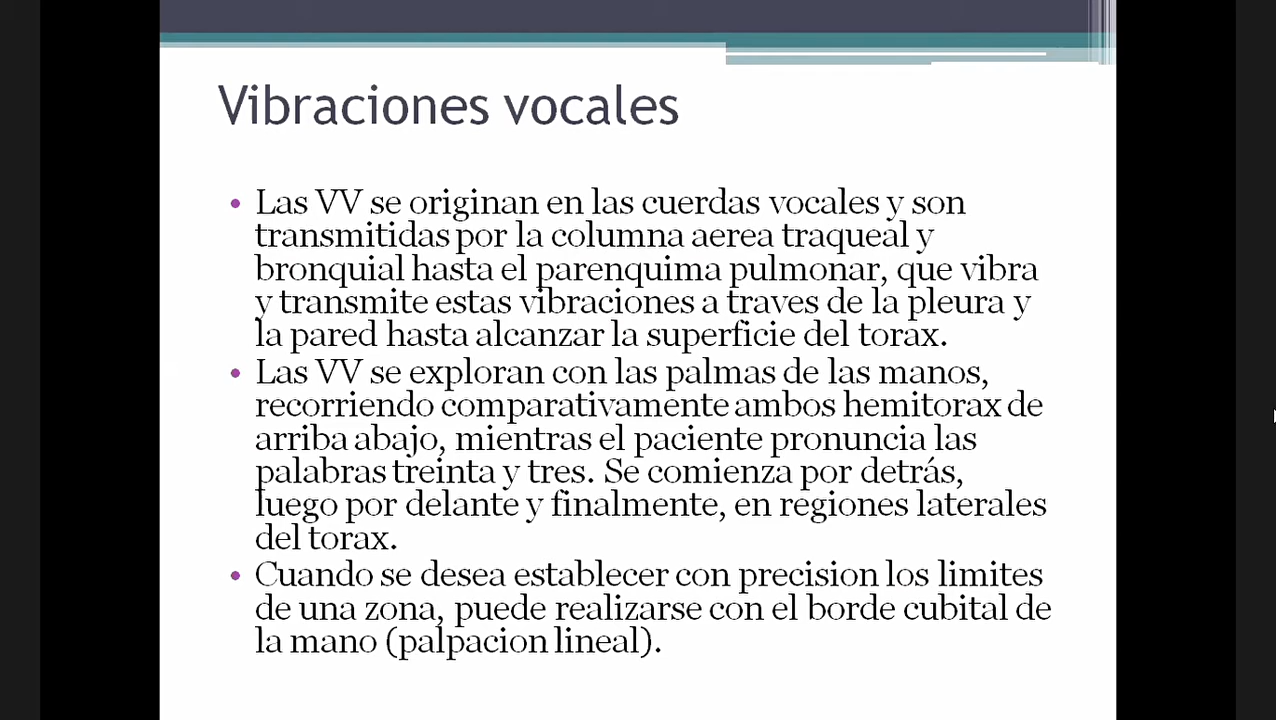 Vibraciones vocales
• Las VV se originan en las cuerdas vocales y son
transmitidas por la columna aerea traqueal y
bronquial hasta el parenquima pulmonar, que vibra
y transmite estas vibraciones a traves de la pleura y
la pared hasta alcanzar la superficie del torax.
• Las VV se exploran con las palmas de las manos,
recorriendo comparativamente ambos hemitorax de
arriba abajo, mientras el paciente pronuncia las
palabras treinta y tres. Se comienza por detrás,
luego por delante y finalmente, en regiones laterales
del torax.
• Cuando se desea establecer con precision los limites
de una zona, puede realizarse con el borde cubital de
la mano (palpacion lineal).